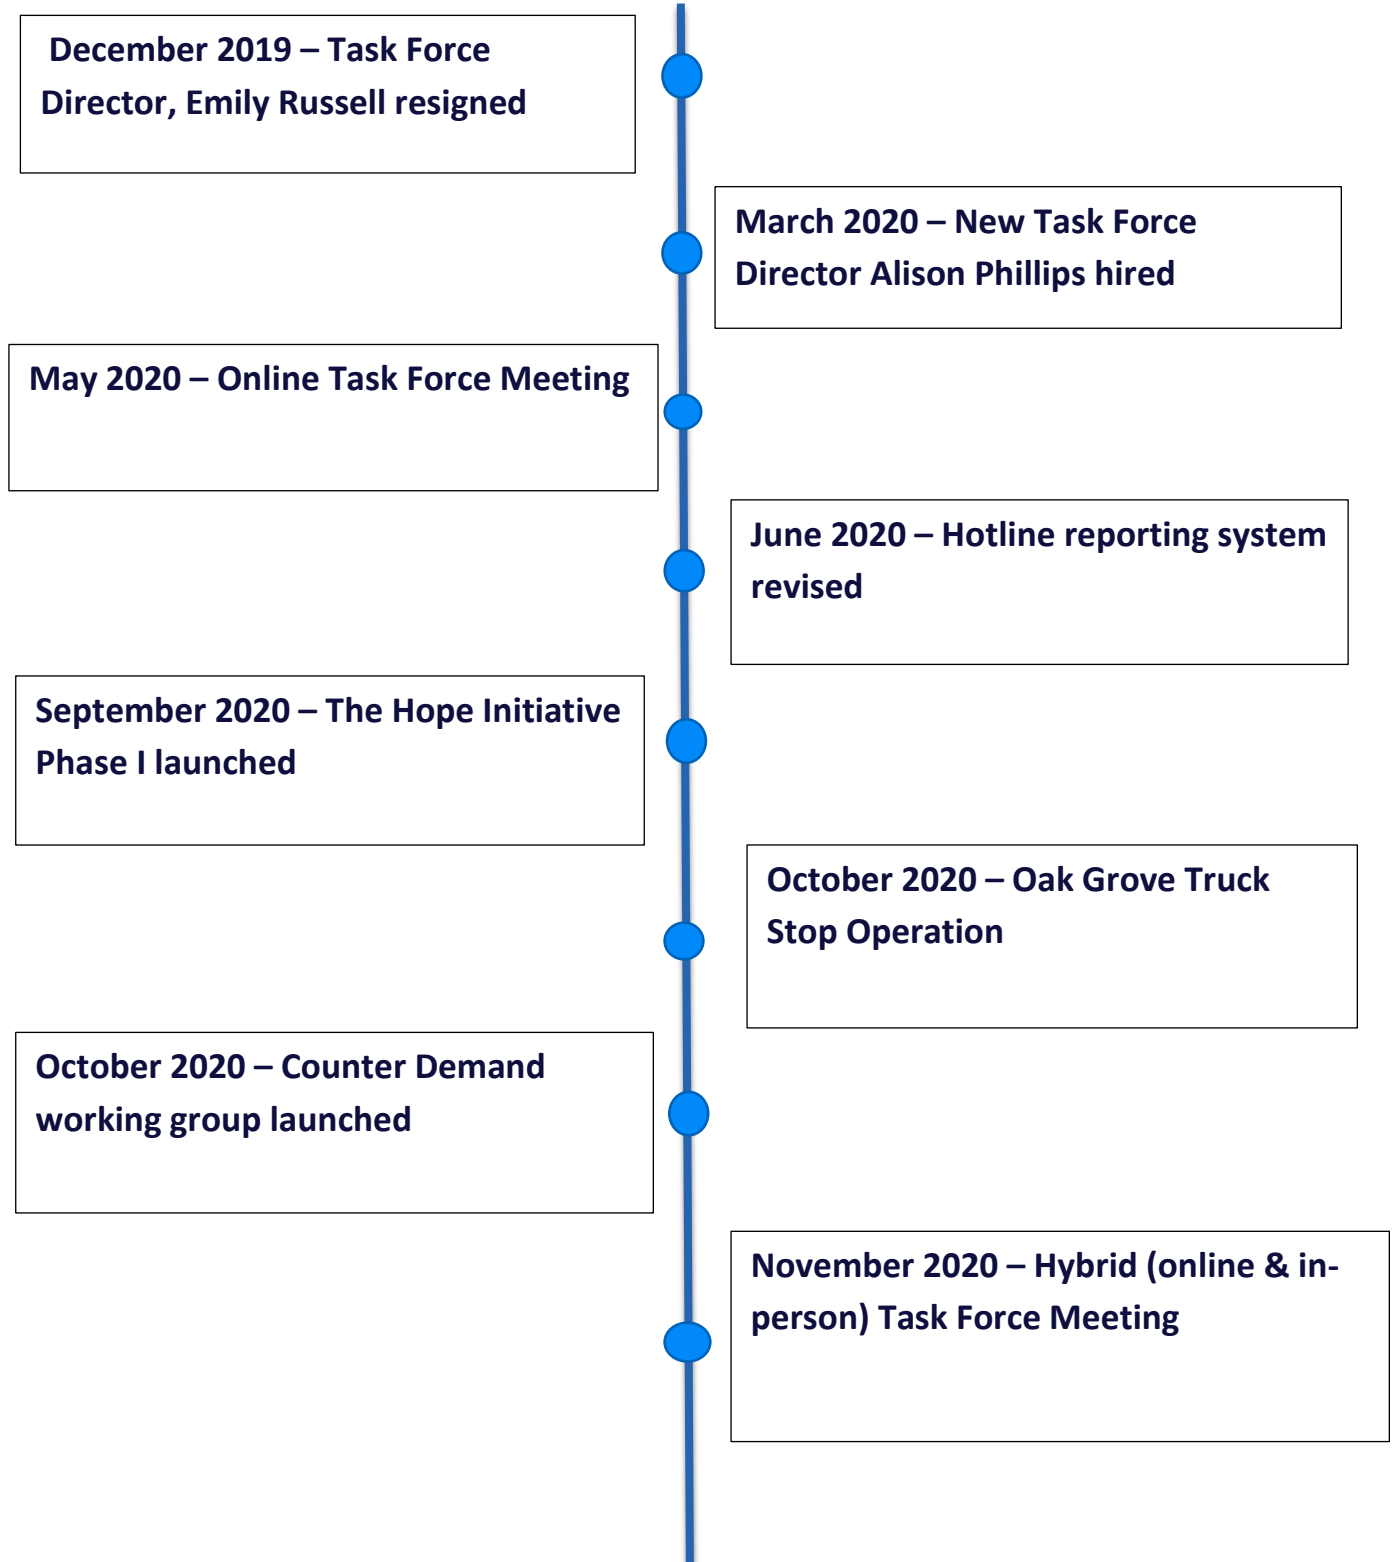 December 2019 – Task Force
Director, Emily Russell resigned
March 2020 – New Task Force
Director Alison Phillips hired
May 2020 – Online Task Force Meeting
June 2020 – Hotline reporting system
revised
September 2020 – The Hope Initiative
Phase I launched
October 2020 – Oak Grove Truck
Stop Operation
October 2020 – Counter Demand
working group launched
November 2020 – Hybrid (online & in-
person) Task Force Meeting